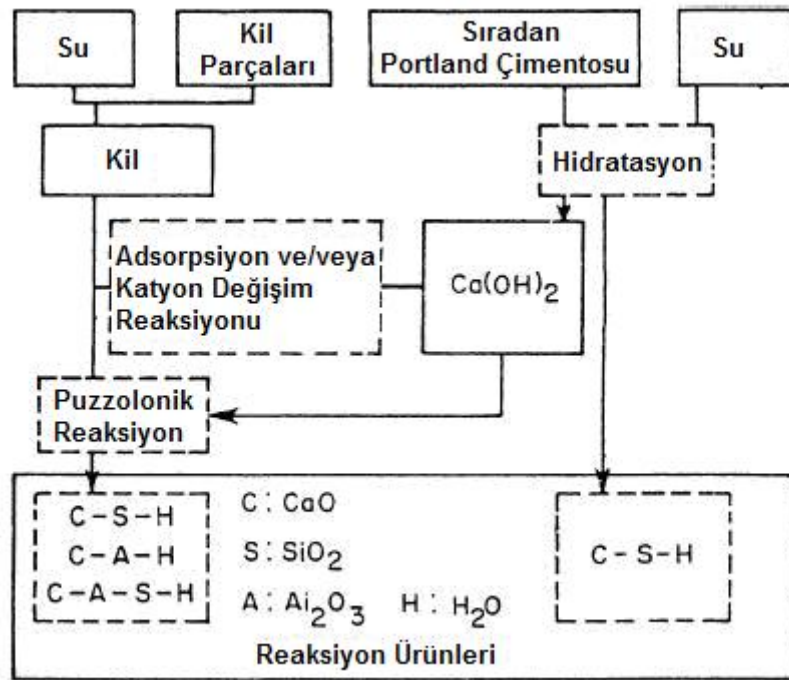 Su
Kil
Parçaları
Sıradan
Portland Çimentosu
Su
Kil
Hidratasyon
Adsorpsiyon ve/veya
Katyon Değişim
Reaksiyonu
Ca(OH)2
Puzzolonik
Reaksiyon
C-S-H
C-A-H
C-A-S-H
C: CaO
S: SiO2
A: Ai2O3 H: H2O
C-S-H
Reaksiyon Ürünleri